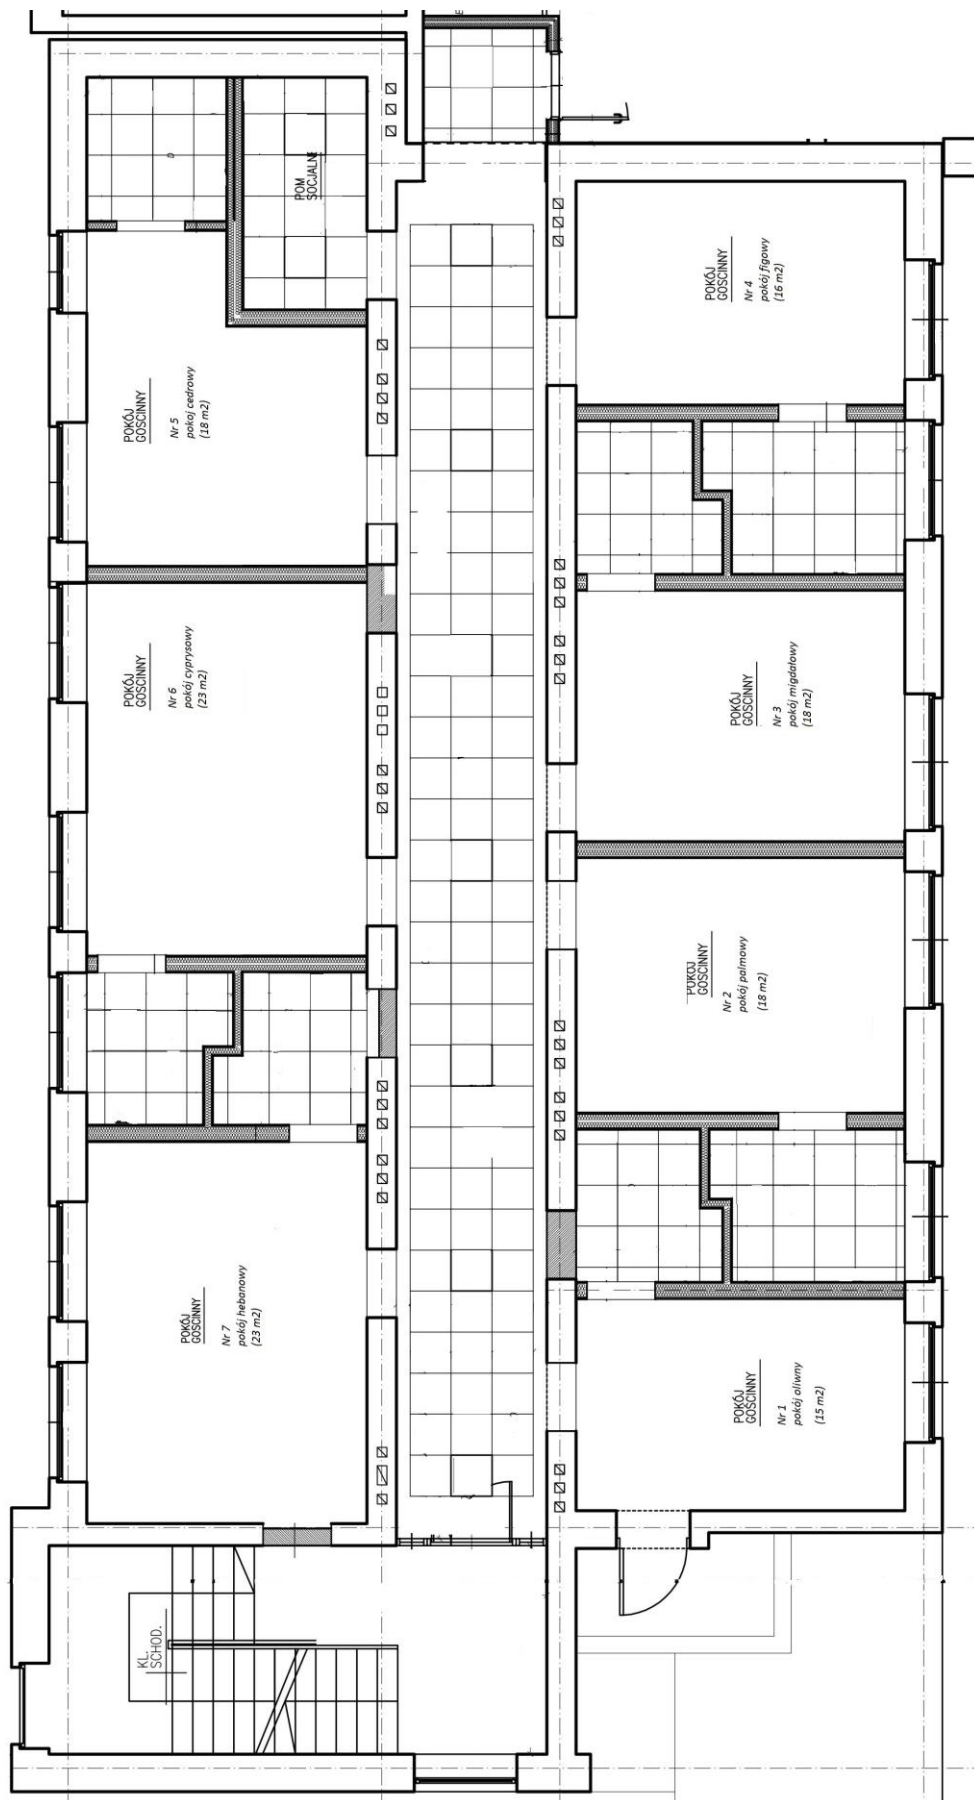 POM
SOCJALNE
POKÓJ
GOŚCINNY
Nr 4
pokój figowy
(16 m2)
POKÓJ
GOŚCINNY
Nr 5
pokój cedrowy
(18 m2)
POKÓJ
GOŚCINNY
Nr 6
pokój cyprysowy
(23 m2)
POKÓJ
GOŚCINNY
Nr 3
pokój migdałowy
(18 m2)
POKÓJ
GOŚCINNY
Nr 2
pokój palmowy
(18 m2)
POKÓJ
GOŚCINNY
Nr 7
pokój hebanowy
(23 m2)
POKÓJ
GOŚCINNY
Nr 1
pokój oliwny
(15 m2)
KL.
SCHOD.